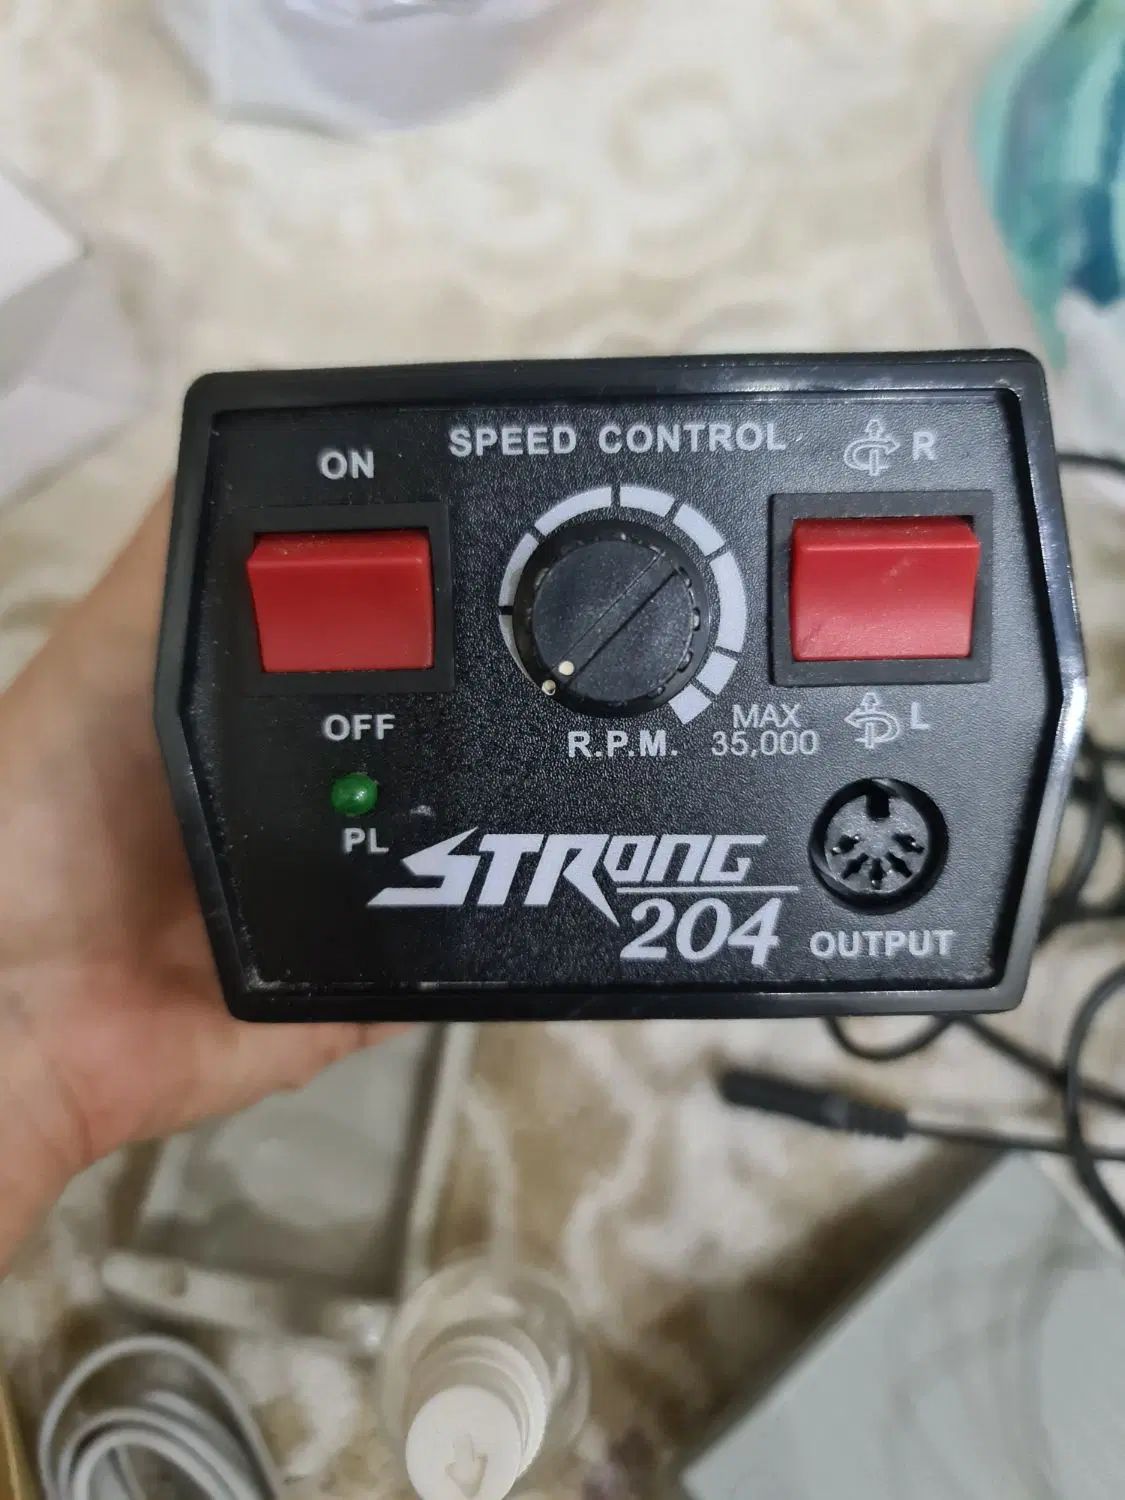 SPEED CONTROL
ON
R
OFF
R.P.M.
MAX
35,000
L
PL
STRONG
204
OUTPUT